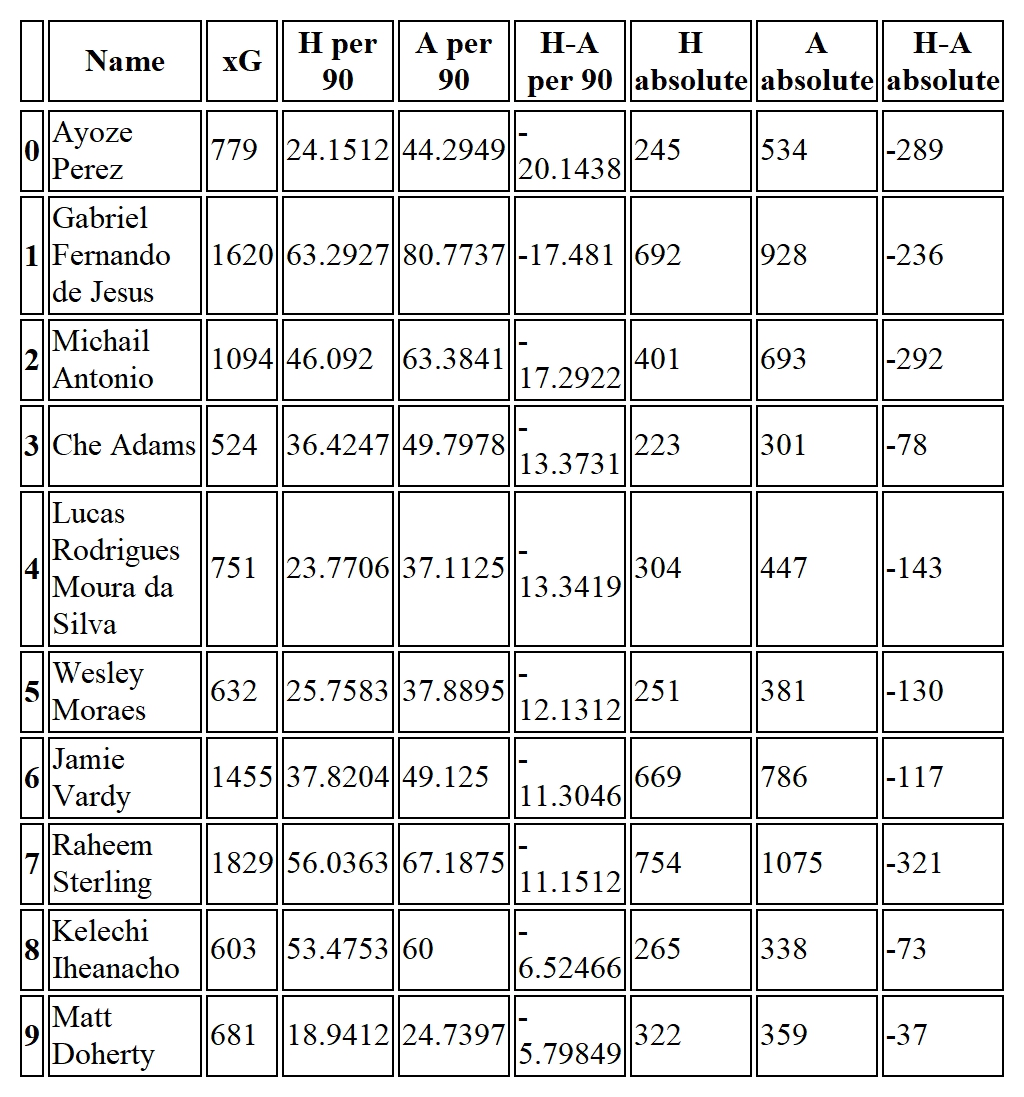 Name xG H per 90 A per 90 H-A per 90 H absolute A absolute H-A absolute
0 Ayoze Perez 779 24.1512 44.2949 -20.1438 245 534 -289
1 Gabriel Fernando de Jesus 1620 63.2927 80.7737 -17.481 692 928 -236
2 Michail Antonio 1094 46.092 63.3841 -17.2922 401 693 -292
3 Che Adams 524 36.4247 49.7978 -13.3731 223 301 -78
4 Lucas Rodrigues Moura da Silva 751 23.7706 37.1125 -13.3419 304 447 -143
5 Wesley Moraes 632 25.7583 37.8895 -12.1312 251 381 -130
6 Jamie Vardy 1455 37.8204 49.125 -11.3046 669 786 -117
7 Raheem Sterling 1829 56.0363 67.1875 -11.1512 754 1075 -321
8 Kelechi Iheanacho 603 53.4753 60 -6.52466 265 338 -73
9 Matt Doherty 681 18.9412 24.7397 -5.79849 322 359 -37